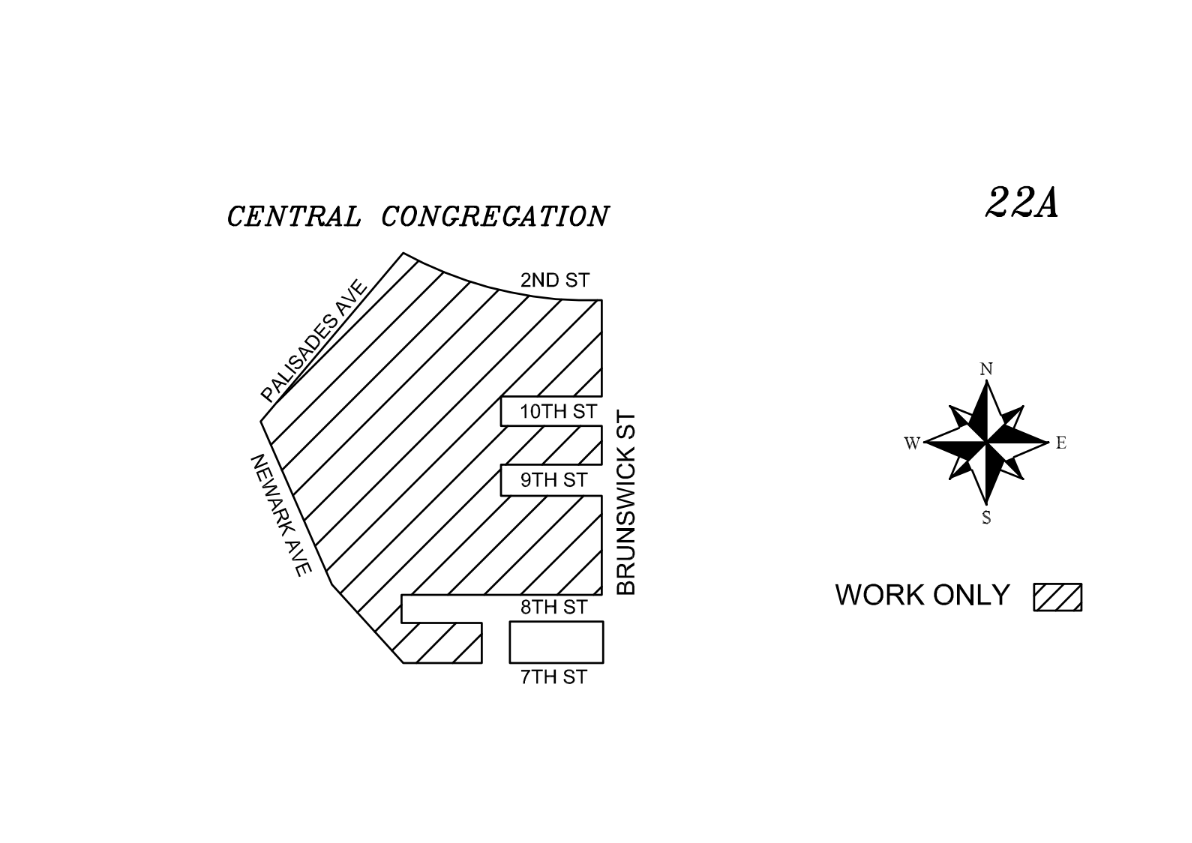 22A
CENTRAL CONGREGATION
2ND ST
PALISADES AVE
10TH ST
BRUNSWICK ST
NEWARK AVE
9TH ST
8TH ST
7TH ST
N
W
E
S
WORK ONLY